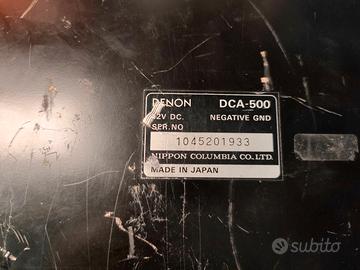 DENON DCA-500
12V DC. NEGATIVE GND
SER.NO
1045201933
NIPPON COLUMBIA CO.LTD.
MADE IN JAPAN
subito